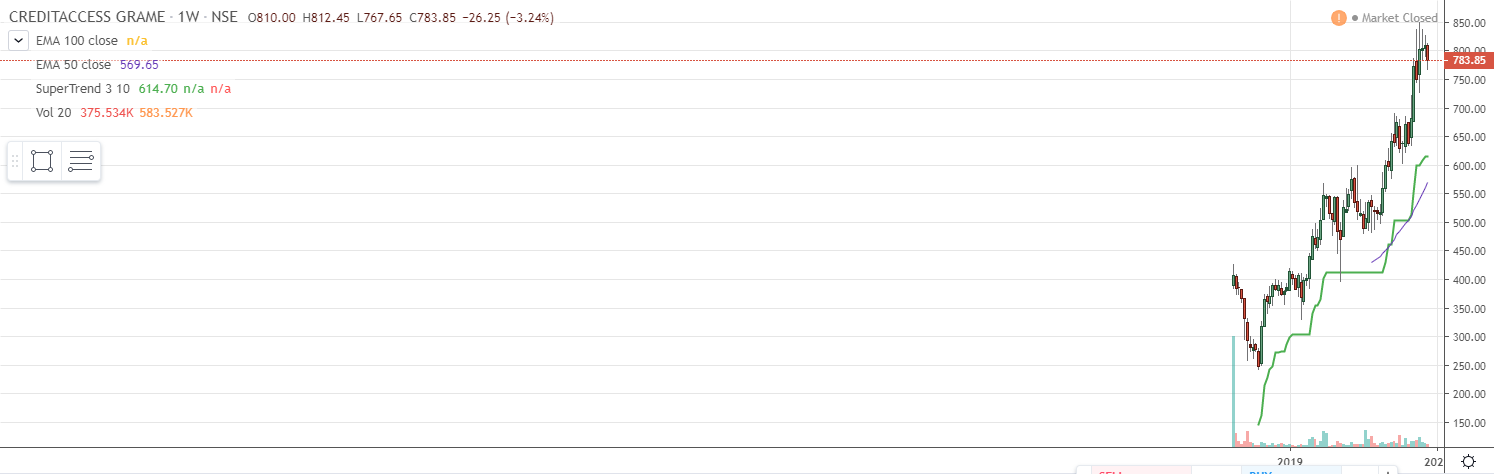 CREDITACCESS GRAME · 1W · NSE O810.00 H812.45 L767.65 C783.85 −26.25 (−3.24%)
! Market Closed
EMA 100 close n/a
EMA 50 close 569.65
SuperTrend 3 10 614.70 n/a n/a
Vol 20 375.534K 583.527K
850.00
800.00
783.85
750.00
700.00
650.00
600.00
550.00
500.00
450.00
400.00
350.00
300.00
250.00
200.00
150.00
2019 202
SELL BUY